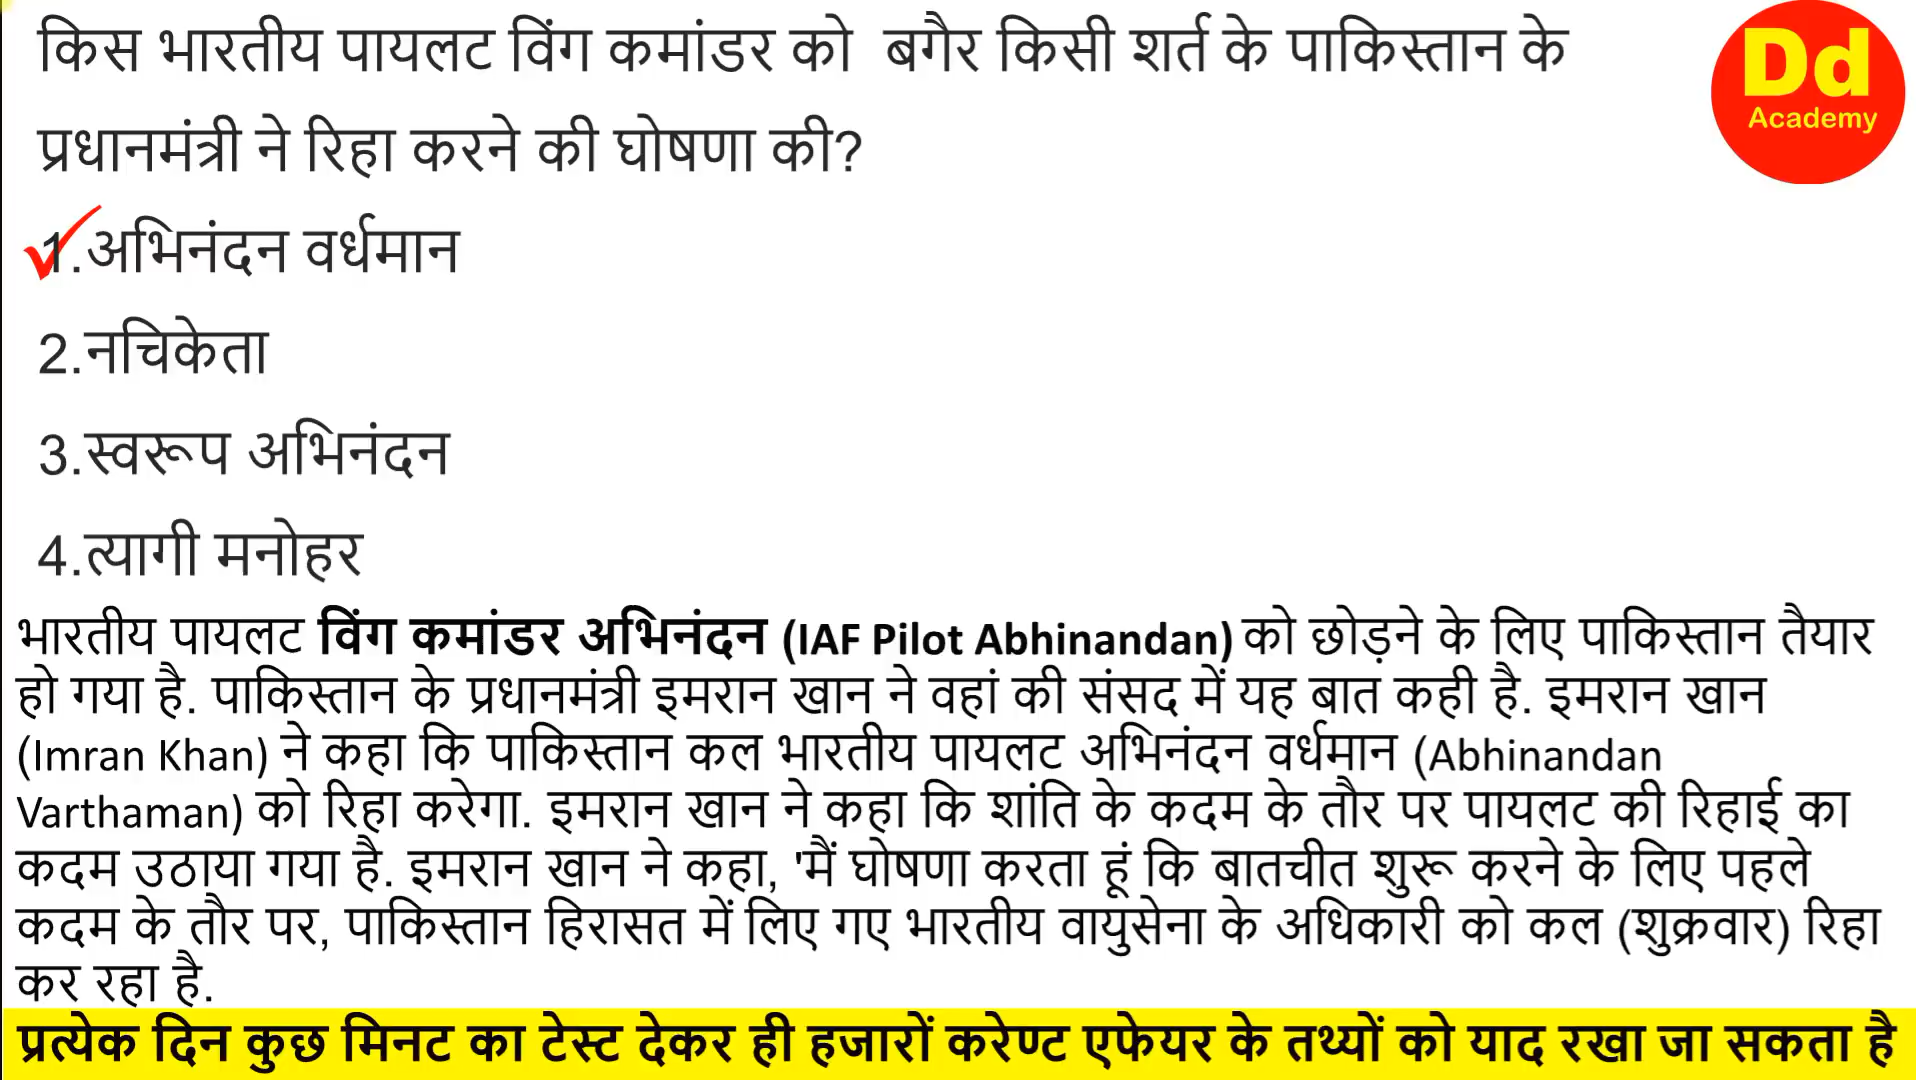 किस भारतीय पायलट विंग कमांडर को बगैर किसी शर्त के पाकिस्तान के
प्रधानमंत्री ने रिहा करने की घोषणा की?
1.अभिनंदन वर्धमान
2.नचिकेता
3.स्वरूप अभिनंदन
4.त्यागी मनोहर
Dd
Academy
भारतीय पायलट विंग कमांडर अभिनंदन (IAF Pilot Abhinandan) को छोड़ने के लिए पाकिस्तान तैयार
हो गया है. पाकिस्तान के प्रधानमंत्री इमरान खान ने वहां की संसद में यह बात कही है. इमरान खान
(Imran Khan) ने कहा कि पाकिस्तान कल भारतीय पायलट अभिनंदन वर्धमान (Abhinandan
Varthaman) को रिहा करेगा. इमरान खान ने कहा कि शांति के कदम के तौर पर पायलट की रिहाई का
कदम उठाया गया है. इमरान खान ने कहा, 'मैं घोषणा करता हूं कि बातचीत शुरू करने के लिए पहले
कदम के तौर पर, पाकिस्तान हिरासत में लिए गए भारतीय वायुसेना के अधिकारी को कल (शुक्रवार) रिहा
कर रहा है.
प्रत्येक दिन कुछ मिनट का टेस्ट देकर ही हजारों करेण्ट एफेयर के तथ्यों को याद रखा जा सकता है